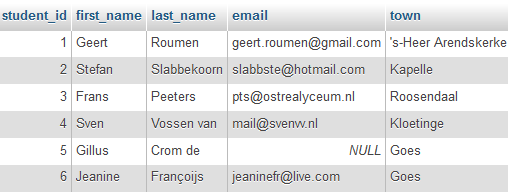 student_id first_name last_name email town
1 Geert Roumen geert.roumen@gmail.com 's-Heer Arendskerke
2 Stefan Slabbekoorn slabbste@hotmail.com Kapelle
3 Frans Peeters pts@ostrealyceum.nl Roosendaal
4 Sven Vossen van mail@svenvv.nl Kloetinge
5 Gillus Crom de NULL Goes
6 Jeanine Françoijs jeaninefr@live.com Goes